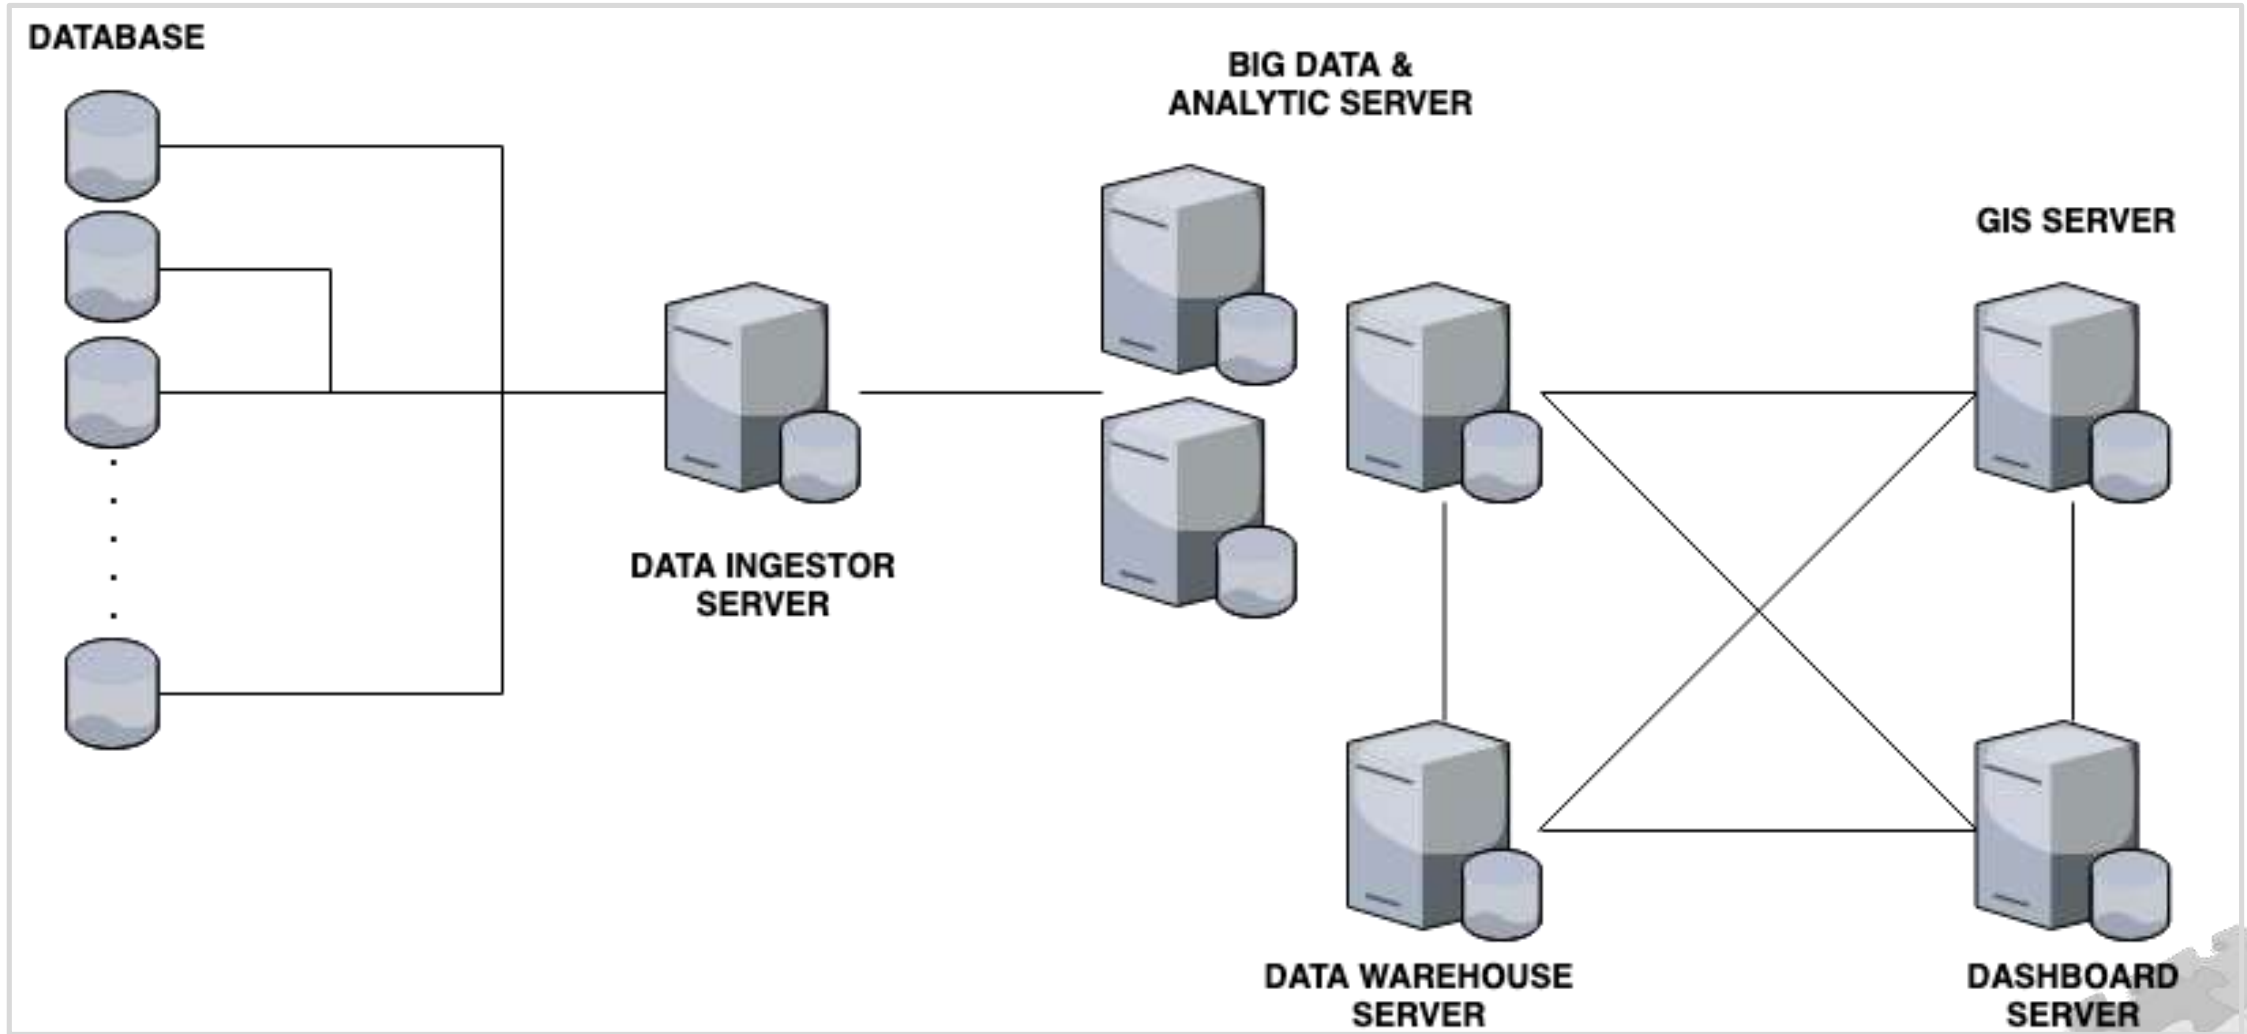 DATABASE
BIG DATA &
ANALYTIC SERVER
GIS SERVER
DATA INGESTOR
SERVER
DATA WAREHOUSE
SERVER
DASHBOARD
SERVER